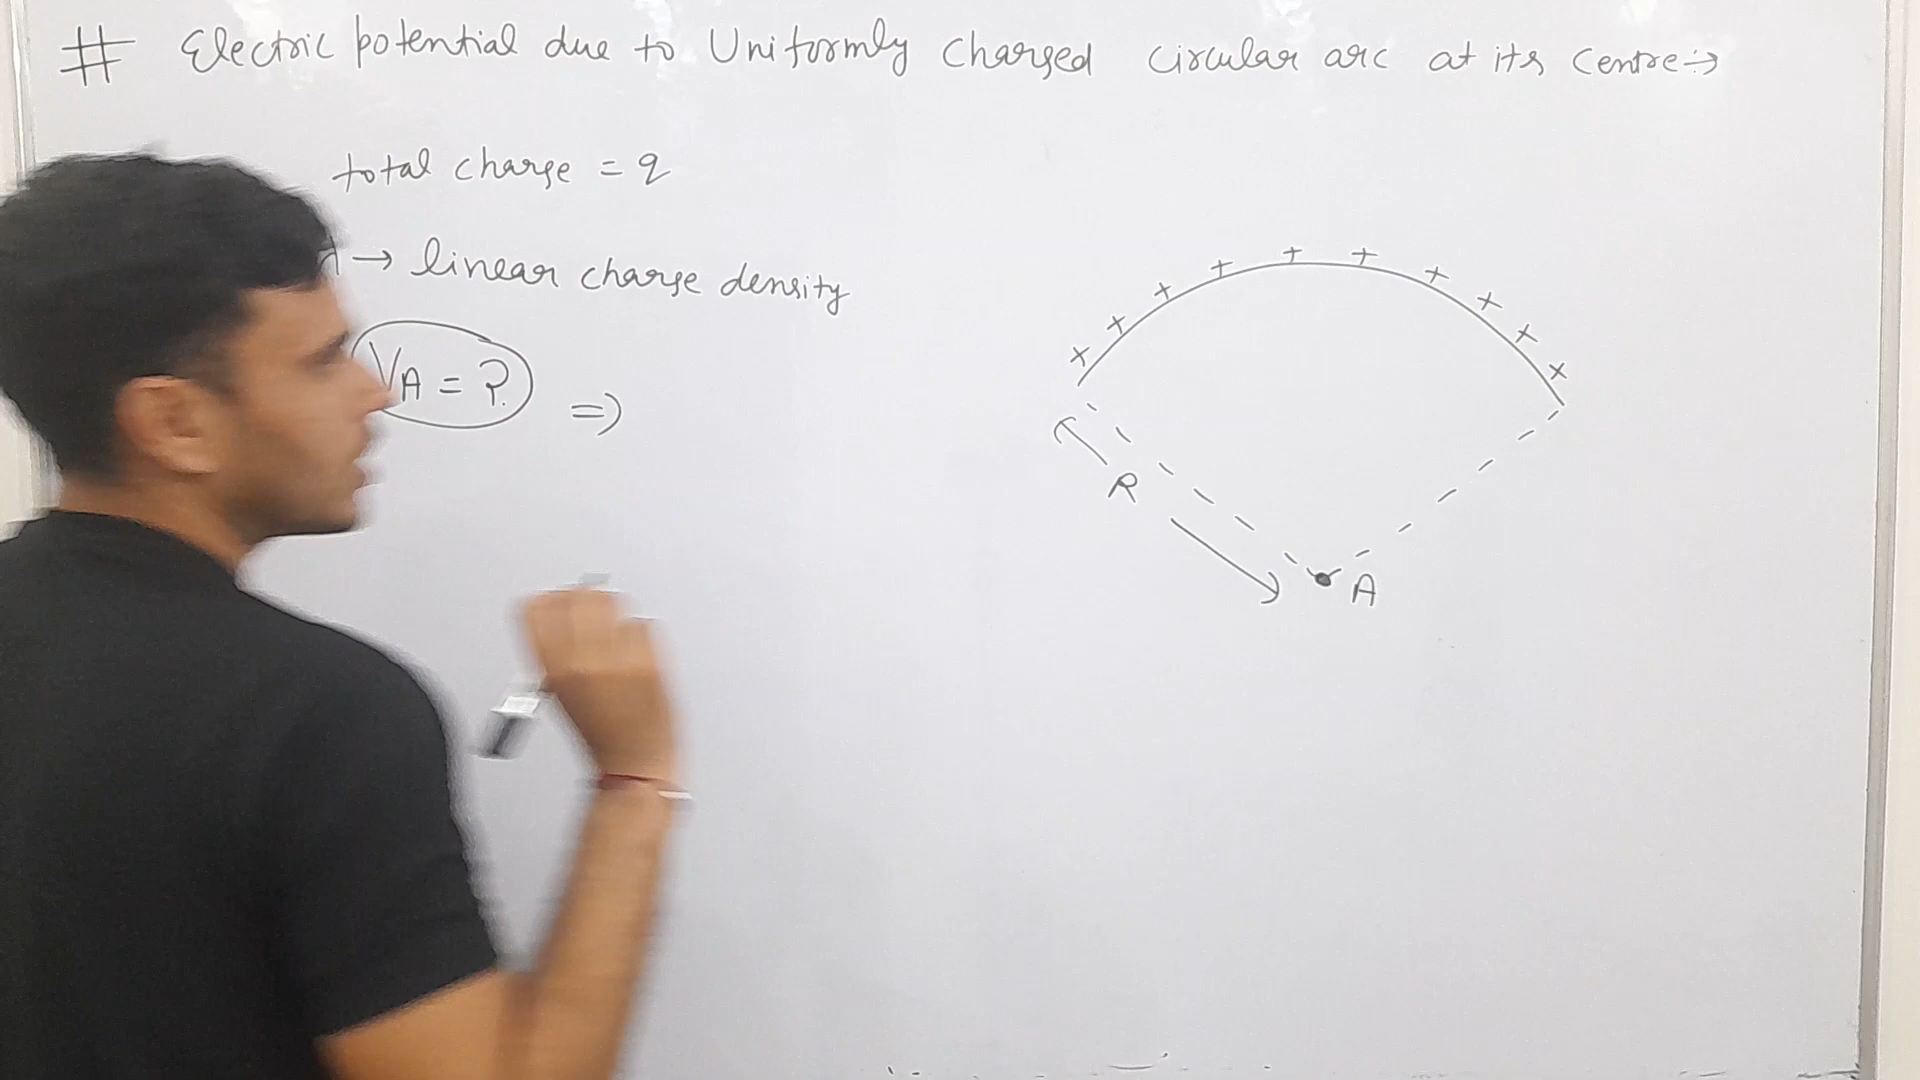 # Electric potential due to Uniformly Charged Circular arc at its Centre :→
total charge = q
→ linear charge density
VA = ? ⇒
+ + + + + + + + + + +
R
A